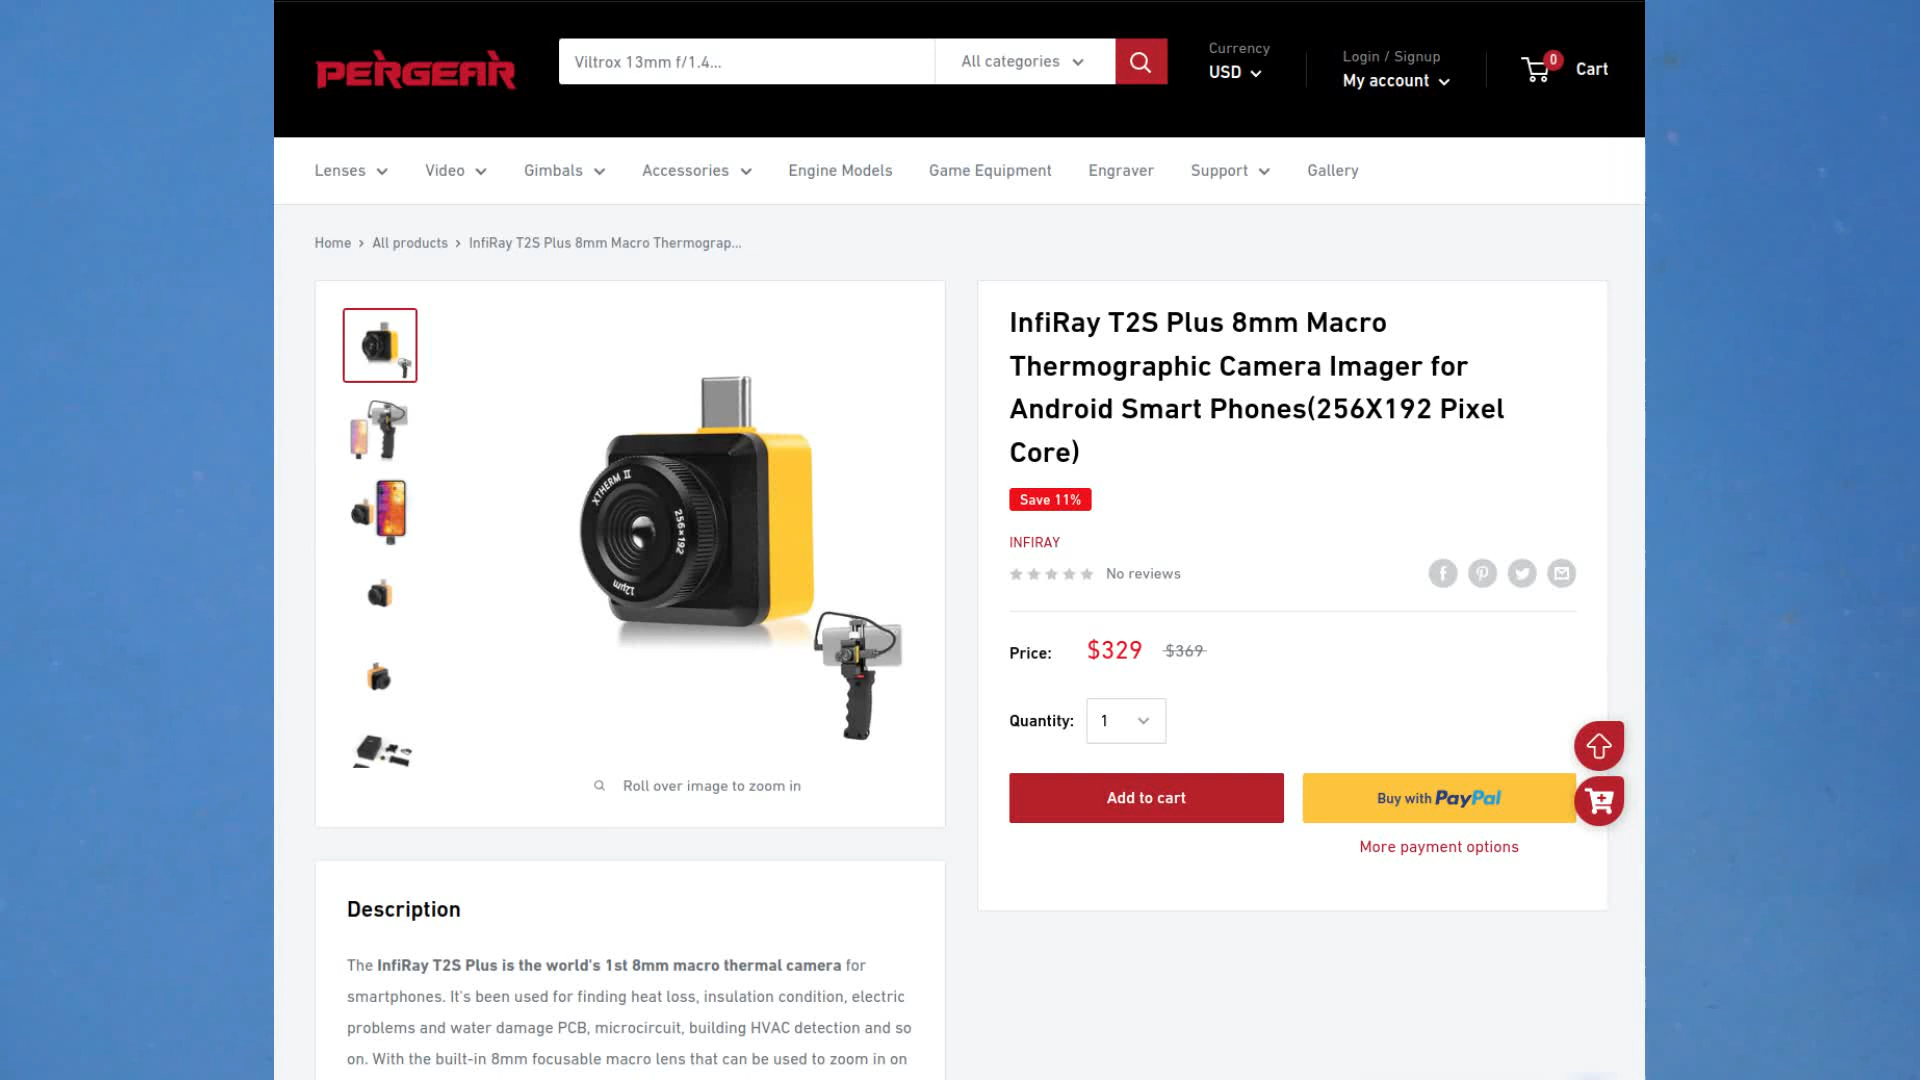 PERGEAR
Viltrox 13mm f/1.4...
All categories
Currency
USD
Login / Signup
My account
0
Cart
Lenses
Video
Gimbals
Accessories
Engine Models
Game Equipment
Engraver
Support
Gallery
Home › All products › InfiRay T2S Plus 8mm Macro Thermograp...
XTHERM II
256×192
12μm
Roll over image to zoom in
InfiRay T2S Plus 8mm Macro
Thermographic Camera Imager for
Android Smart Phones(256X192 Pixel
Core)
Save 11%
INFIRAY
No reviews
Price: $329 $369
Quantity: 1
Add to cart
Buy with PayPal
More payment options
Description
The InfiRay T2S Plus is the world's 1st 8mm macro thermal camera for
smartphones. It's been used for finding heat loss, insulation condition, electric
problems and water damage PCB, microcircuit, building HVAC detection and so
on. With the built-in 8mm focusable macro lens that can be used to zoom in on